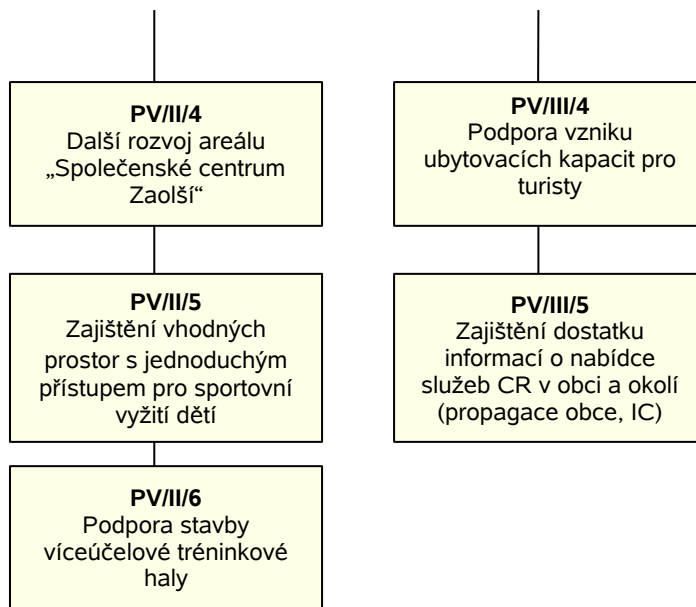 PV/II/4
Další rozvoj areálu
„Společenské centrum
Zaolší“
PV/II/5
Zajištění vhodných
prostor s jednoduchým
přístupem pro sportovní
vyžití dětí
PV/II/6
Podpora stavby
víceúčelové tréninkové
haly
PV/III/4
Podpora vzniku
ubytovacích kapacit pro
turisty
PV/III/5
Zajištění dostatku
informací o nabídce
služeb CR v obci a okolí
(propagace obce, IC)